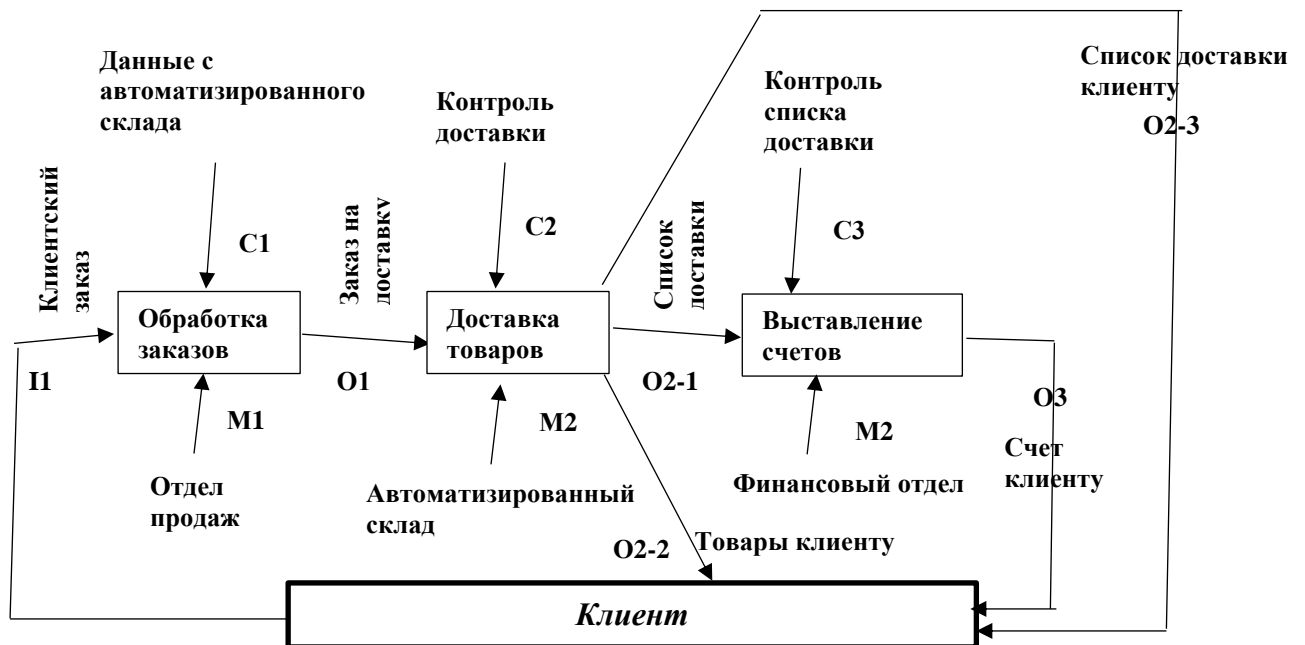 Данные с
автоматизированного
склада
Контроль
доставки
Контроль
списка
доставки
Список доставки
клиенту
O2-3
Клиентский
заказ
C1
Заказ на
доставку
C2
Список
доставки
C3
Обработка
заказов
Доставка
товаров
Выставление
счетов
I1
O1
O2-1
O3
M1
M2
M2
Отдел
продаж
Автоматизированный
склад
Финансовый отдел
Счет
клиенту
O2-2
Товары клиенту
Клиент